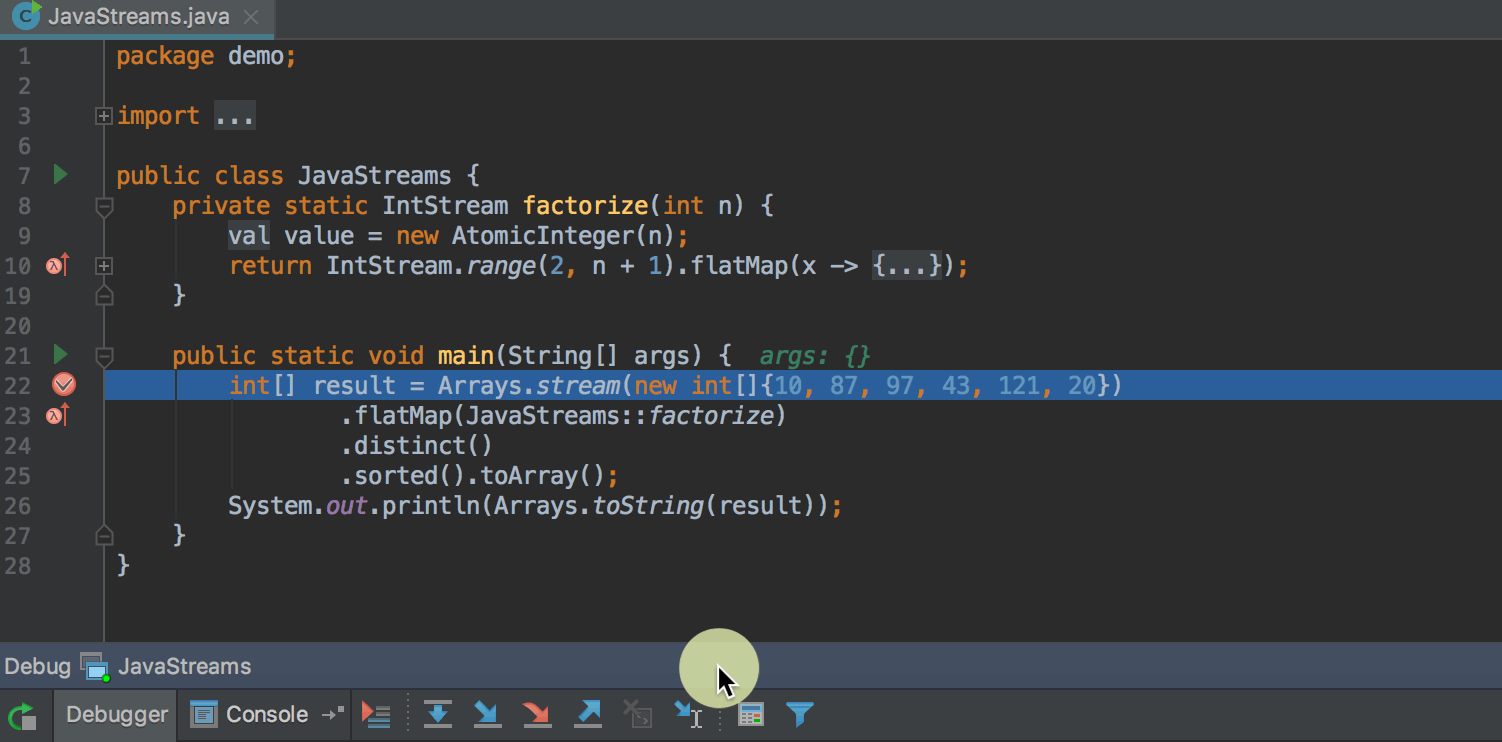 JavaStreams.java
1 package demo;
2
3 import ...
6
7 public class JavaStreams {
8 private static IntStream factorize(int n) {
9 val value = new AtomicInteger(n);
10 return IntStream.range(2, n + 1).flatMap(x -> {...});
19 }
20
21 public static void main(String[] args) { args: {}
22 int[] result = Arrays.stream(new int[]{10, 87, 97, 43, 121, 20})
23 .flatMap(JavaStreams::factorize)
24 .distinct()
25 .sorted().toArray();
26 System.out.println(Arrays.toString(result));
27 }
28 }
Debug JavaStreams
Debugger Console